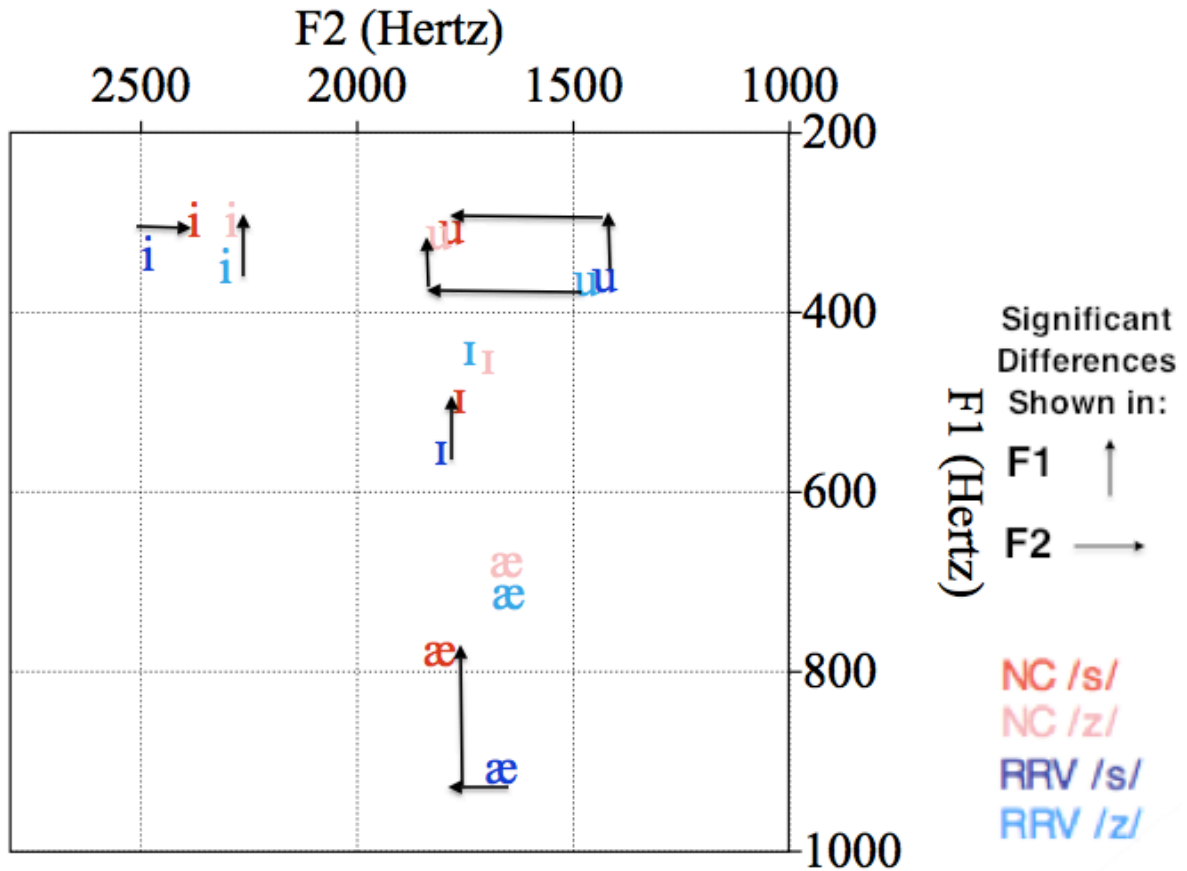 F2 (Hertz)
2500 2000 1500 1000
200
i i i i
u u
u u
400
ɪ ɪ
ɪ
ɪ
600
æ
æ
æ
800
æ
1000
F1 (Hertz)
Significant
Differences
Shown in:
F1
F2
NC /s/
NC /z/
RRV /s/
RRV /z/